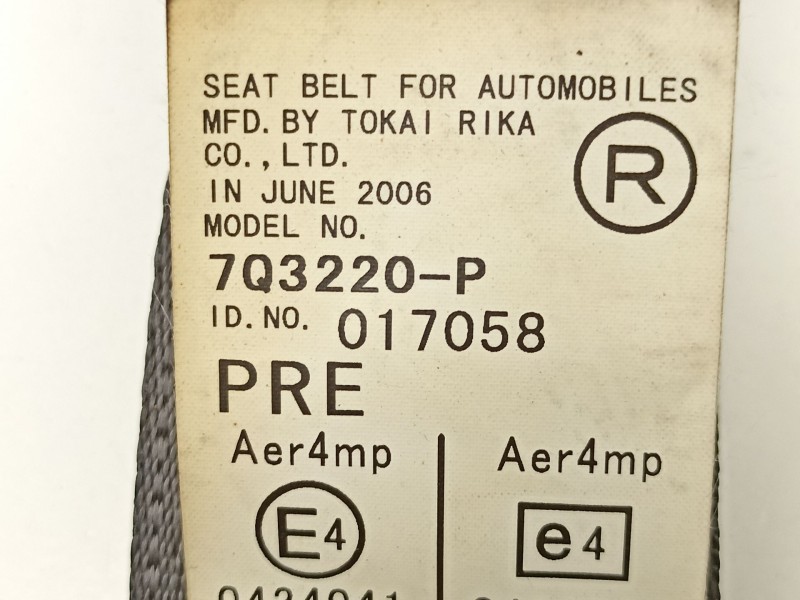 SEAT BELT FOR AUTOMOBILES
MFD. BY TOKAI RIKA
CO., LTD.
R
IN JUNE 2006
MODEL NO.
7Q3220-P
ID. NO. 017058
PRE
Aer4mp Aer4mp
E4 e4